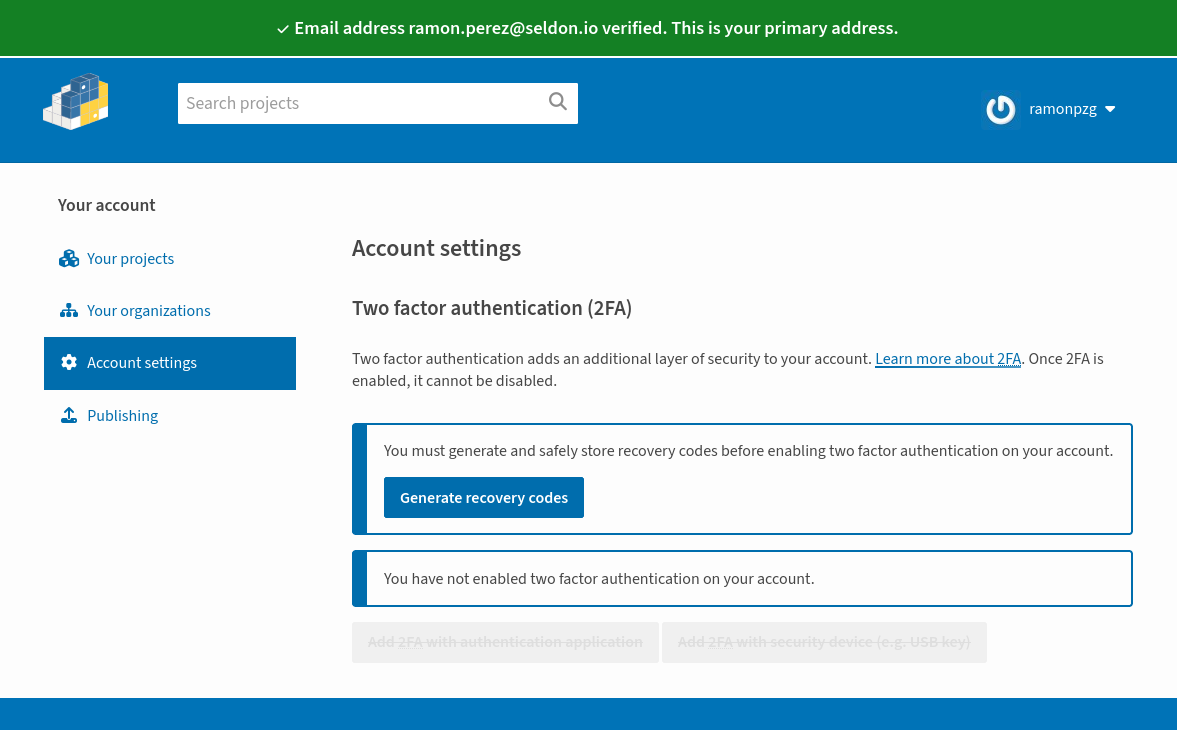 Email address ramon.perez@seldon.io verified. This is your primary address.
Search projects
ramonpzg
Your account
Your projects
Your organizations
Account settings
Publishing
Account settings
Two factor authentication (2FA)
Two factor authentication adds an additional layer of security to your account. Learn more about 2FA. Once 2FA is
enabled, it cannot be disabled.
You must generate and safely store recovery codes before enabling two factor authentication on your account.
Generate recovery codes
You have not enabled two factor authentication on your account.
Add 2FA with authentication application
Add 2FA with security device (e.g. USB key)